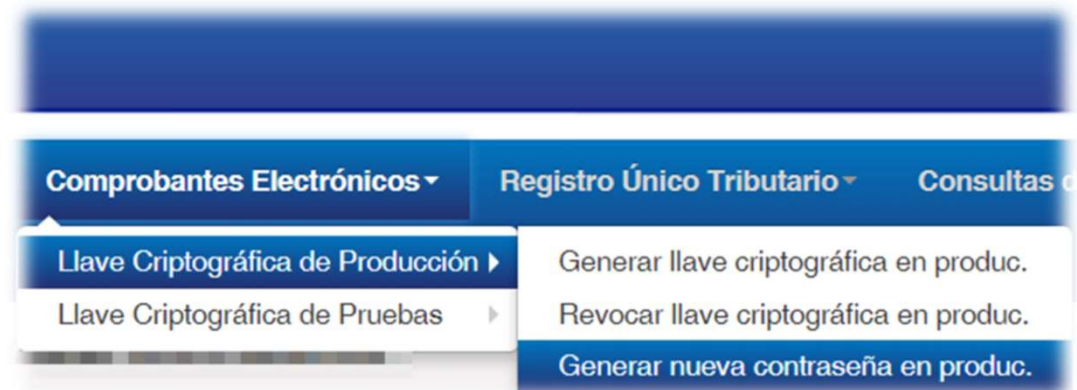 Comprobantes Electrónicos Registro Único Tributario Consultas
Llave Criptográfica de Producción Generar llave criptográfica en produc.
Llave Criptográfica de Pruebas Revocar llave criptográfica en produc.
Generar nueva contraseña en produc.